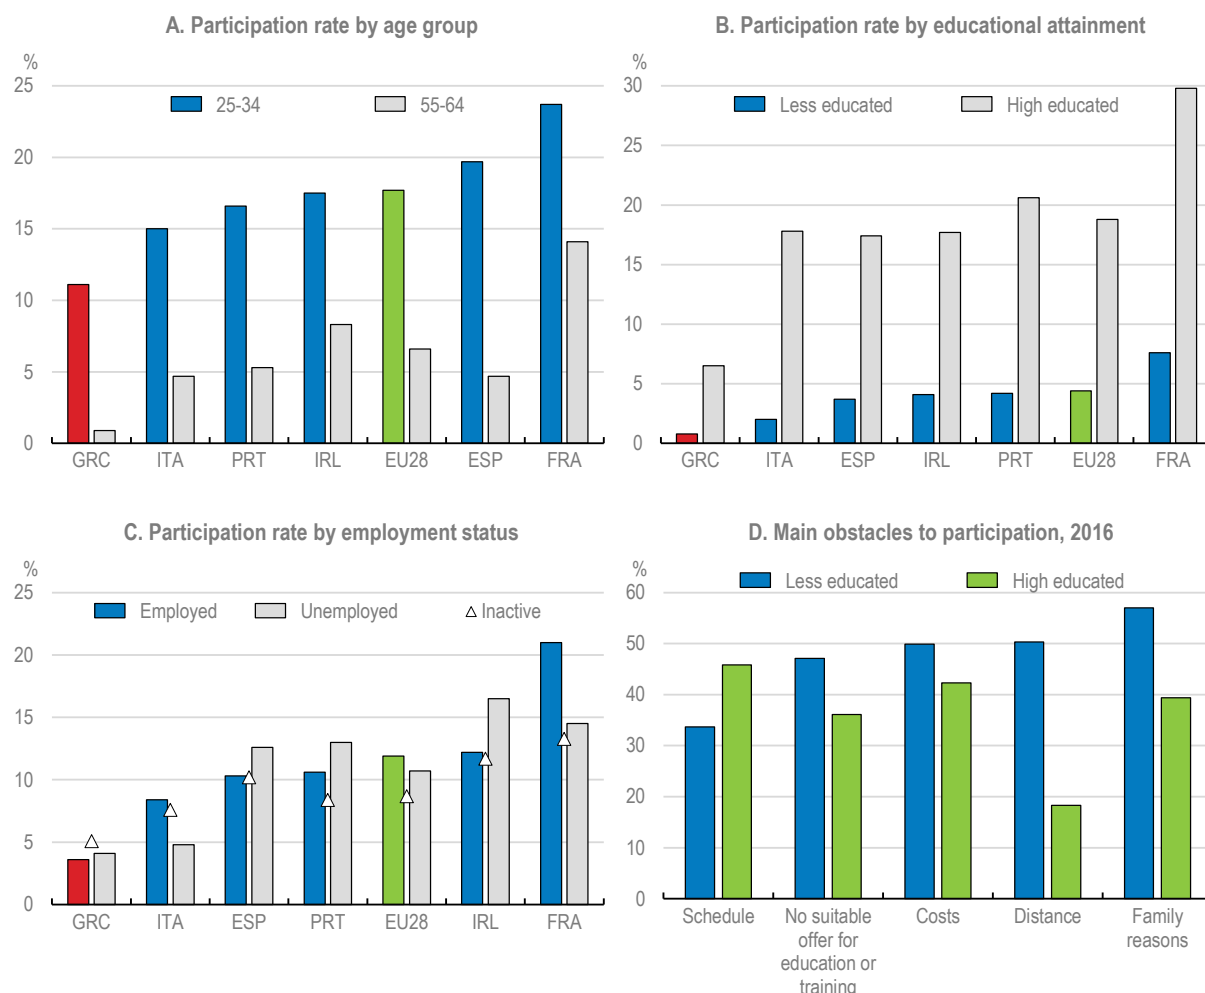 A. Participation rate by age group
%
25-34
55-64
25
20
15
10
5
0
GRC
ITA
PRT
IRL
EU28
ESP
FRA
B. Participation rate by educational attainment
%
Less educated
High educated
30
25
20
15
10
5
0
GRC
ITA
ESP
IRL
PRT
EU28
FRA
C. Participation rate by employment status
%
Employed
Unemployed
Inactive
25
20
15
10
5
0
GRC
ITA
ESP
PRT
EU28
IRL
FRA
D. Main obstacles to participation, 2016
%
Less educated
High educated
60
50
40
30
20
10
0
Schedule
No suitable
offer for
education or
training
Costs
Distance
Family
reasons